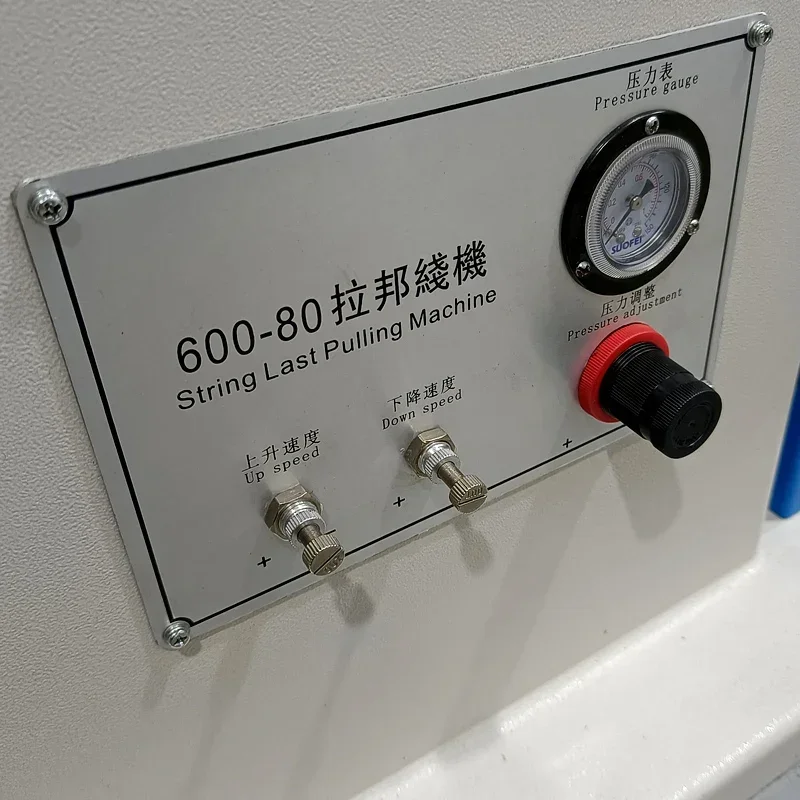 压力表
Pressure gauge
SUOFEI
压力调整
Pressure adjustment
+
600-80拉邦綫機
String Last Pulling Machine
下降速度
Down speed
+
上升速度
Up speed
+